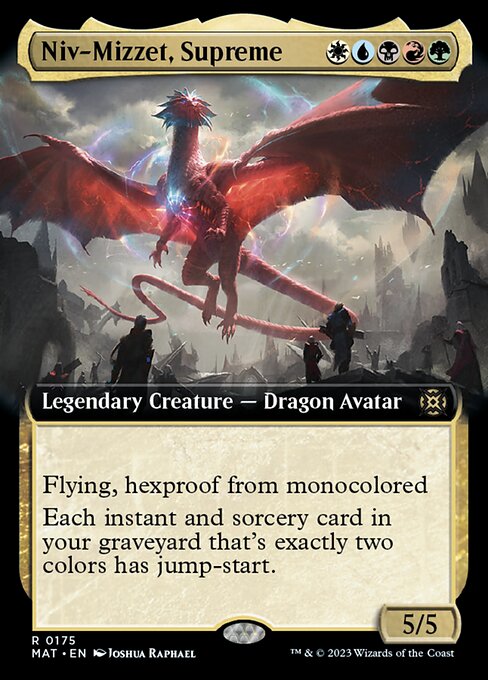 Niv-Mizzet, Supreme
Legendary Creature — Dragon Avatar
Flying, hexproof from monocolored
Each instant and sorcery card in
your graveyard that's exactly two
colors has jump-start.
5/5
R 0175
MAT • EN Joshua Raphael
™ & © 2023 Wizards of the Coast